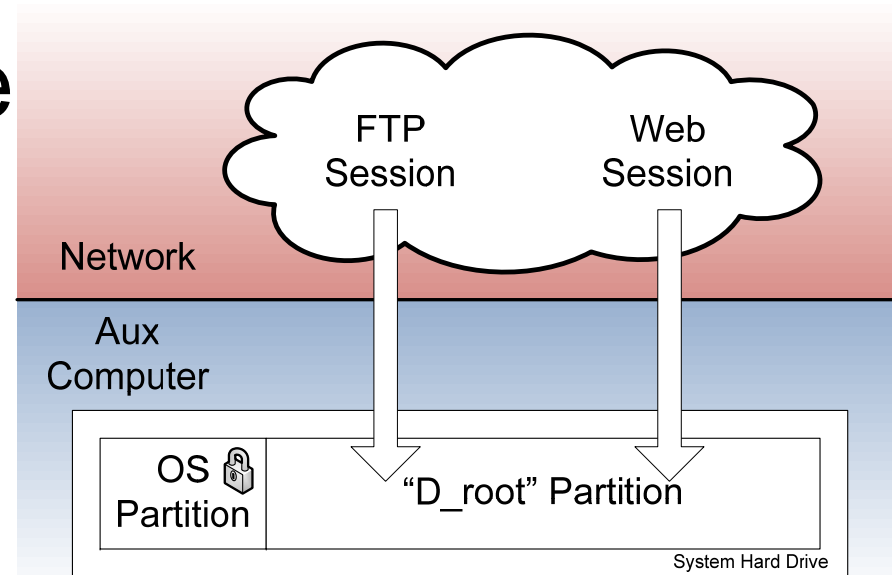 e
FTP
Session
Web
Session
Network
Aux
Computer
OS
Partition
“D_root” Partition
System Hard Drive